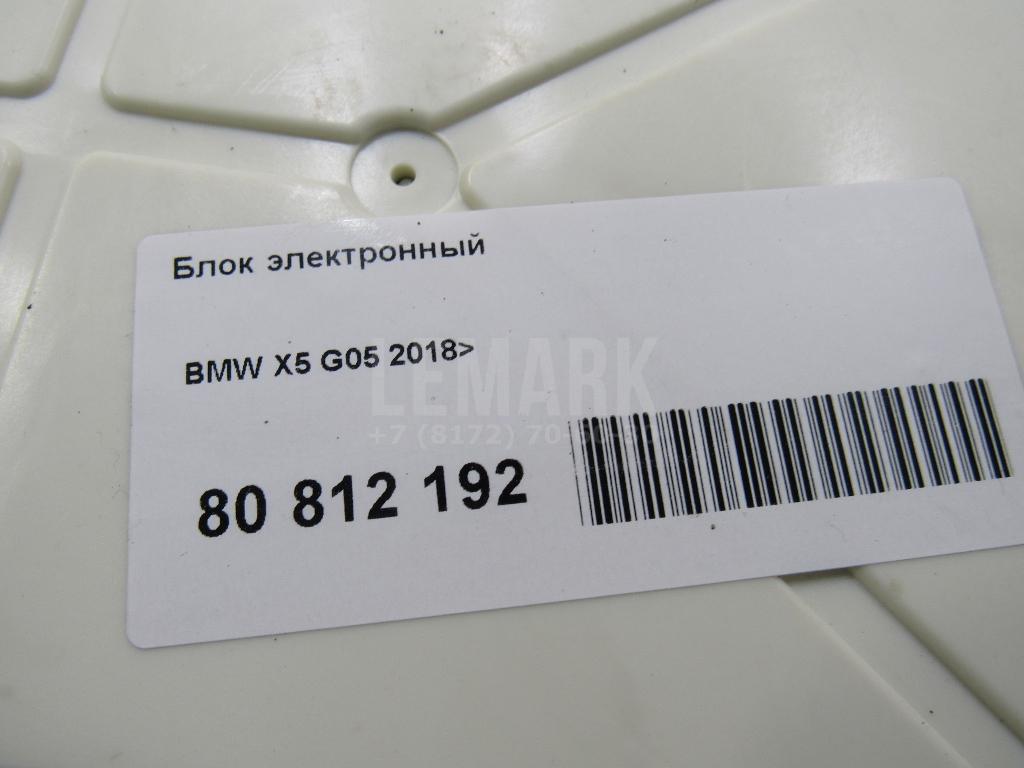 Блок электронный
BMW X5 G05 2018>
LEMARK
80 812 192